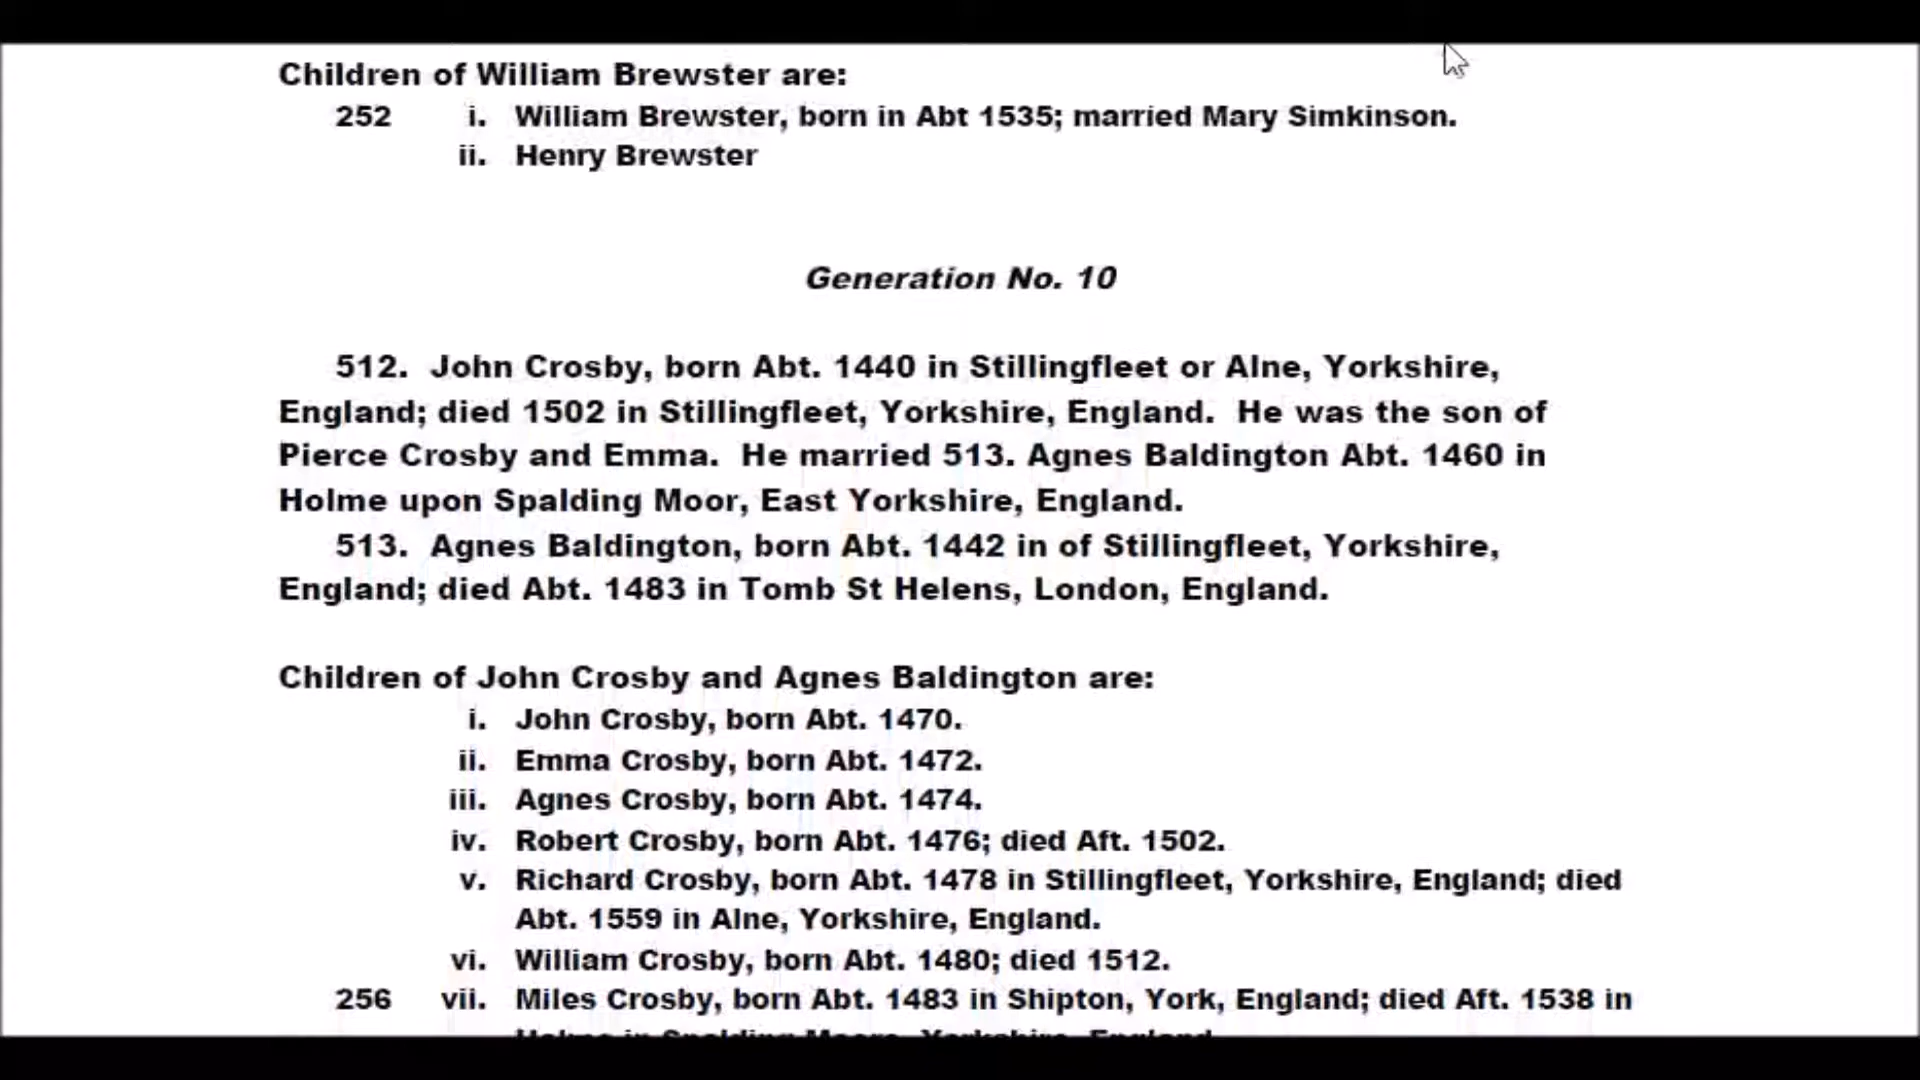 Children of William Brewster are:
252 i. William Brewster, born in Abt 1535; married Mary Simkinson.
ii. Henry Brewster
Generation No. 10
512. John Crosby, born Abt. 1440 in Stillingfleet or Alne, Yorkshire,
England; died 1502 in Stillingfleet, Yorkshire, England. He was the son of
Pierce Crosby and Emma. He married 513. Agnes Baldington Abt. 1460 in
Holme upon Spalding Moor, East Yorkshire, England.
513. Agnes Baldington, born Abt. 1442 in of Stillingfleet, Yorkshire,
England; died Abt. 1483 in Tomb St Helens, London, England.
Children of John Crosby and Agnes Baldington are:
i. John Crosby, born Abt. 1470.
ii. Emma Crosby, born Abt. 1472.
iii. Agnes Crosby, born Abt. 1474.
iv. Robert Crosby, born Abt. 1476; died Aft. 1502.
v. Richard Crosby, born Abt. 1478 in Stillingfleet, Yorkshire, England; died
Abt. 1559 in Alne, Yorkshire, England.
vi. William Crosby, born Abt. 1480; died 1512.
256 vii. Miles Crosby, born Abt. 1483 in Shipton, York, England; died Aft. 1538 in